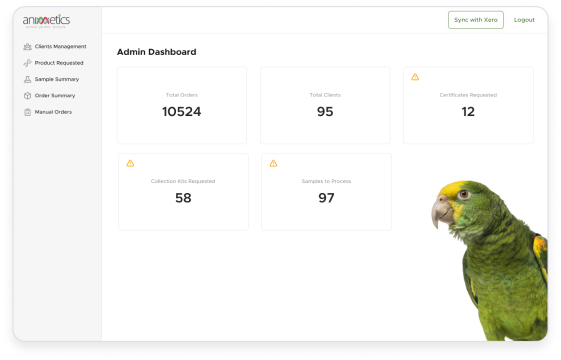 animetics
Sync with Xero
Logout
Clients Management
Product Requested
Sample Summary
Order Summary
Manual Orders
Admin Dashboard
Total Orders
10524
Total Clients
95
Certificates Requested
12
Collection Kits Requested
58
Samples to Process
97